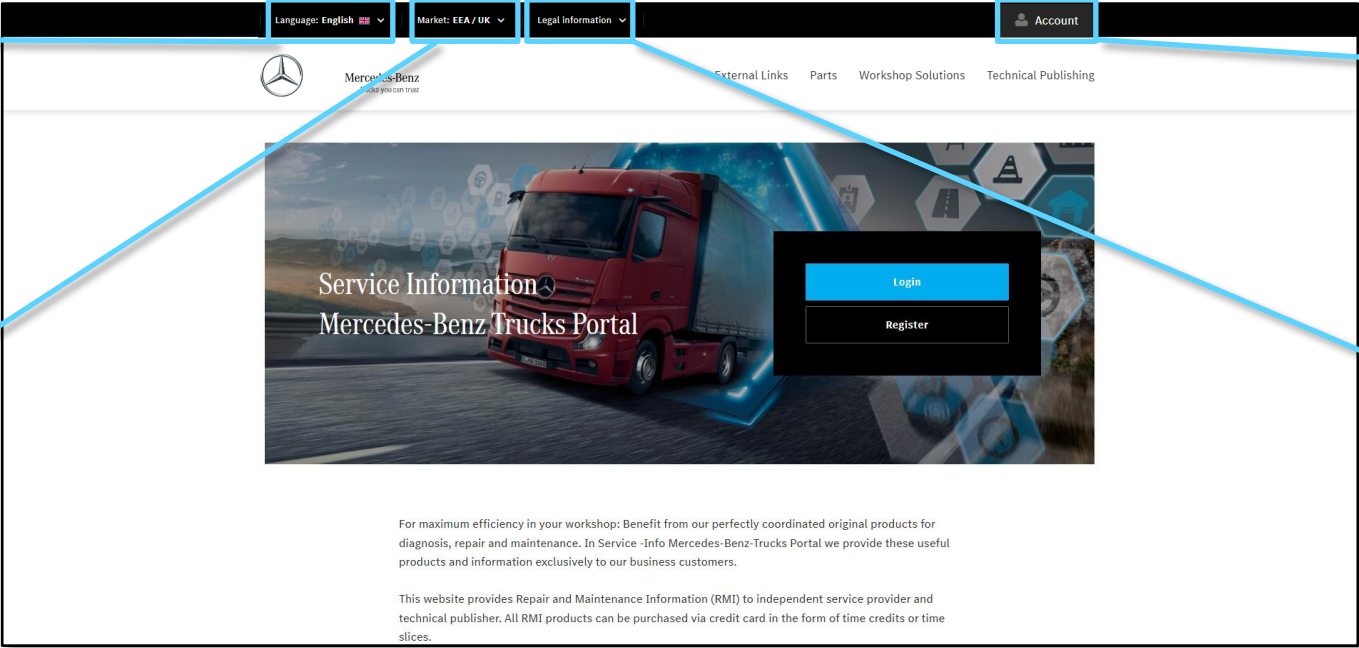 Language: English
Market: EEA / UK
Legal information
Account
Mercedes-Benz
Trucks you can trust
External Links
Parts
Workshop Solutions
Technical Publishing
Service Information
Mercedes-Benz Trucks Portal
Login
Register
For maximum efficiency in your workshop: Benefit from our perfectly coordinated original products for
diagnosis, repair and maintenance. In Service -Info Mercedes-Benz-Trucks Portal we provide these useful
products and information exclusively to our business customers.
This website provides Repair and Maintenance Information (RMI) to independent service provider and
technical publisher. All RMI products can be purchased via credit card in the form of time credits or time
slices.